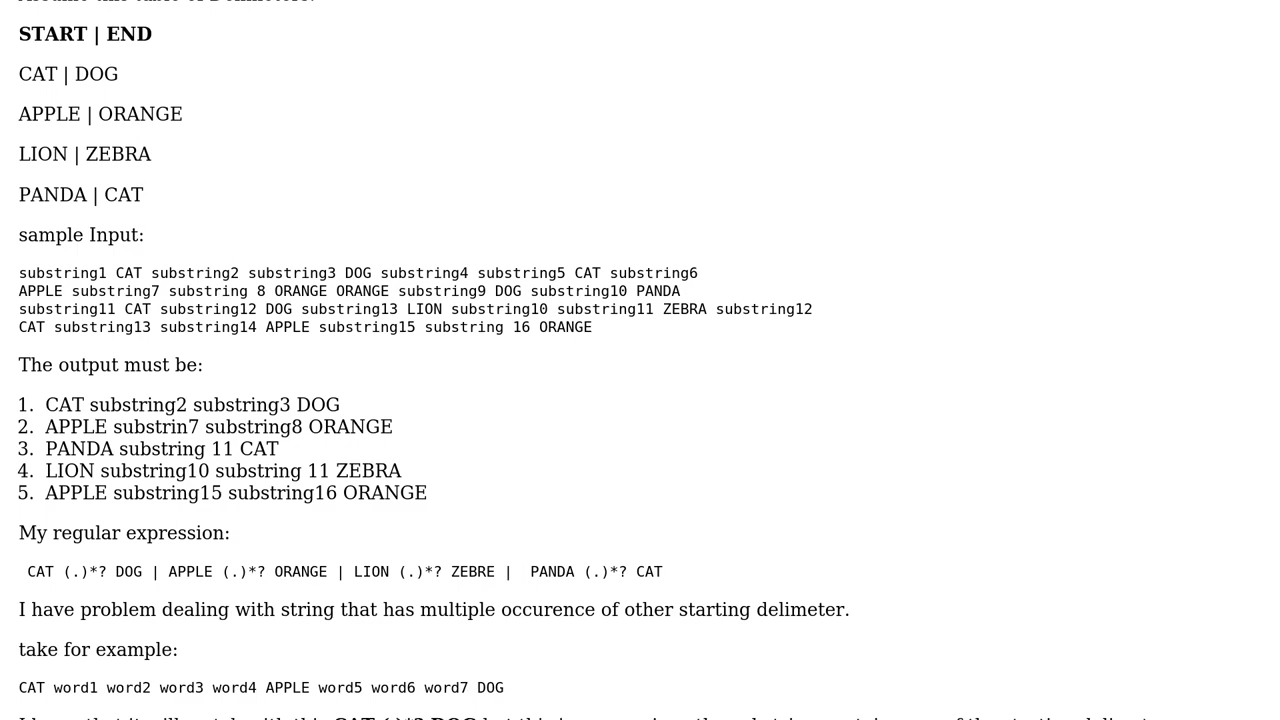 START | END
CAT | DOG
APPLE | ORANGE
LION | ZEBRA
PANDA | CAT
sample Input:
substring1 CAT substring2 substring3 DOG substring4 substring5 CAT substring6
APPLE substring7 substring 8 ORANGE ORANGE substring9 DOG substring10 PANDA
substring11 CAT substring12 DOG substring13 LION substring10 substring11 ZEBRA substring12
CAT substring13 substring14 APPLE substring15 substring 16 ORANGE
The output must be:
1. CAT substring2 substring3 DOG
2. APPLE substrin7 substring8 ORANGE
3. PANDA substring 11 CAT
4. LION substring10 substring 11 ZEBRA
5. APPLE substring15 substring16 ORANGE
My regular expression:
CAT (.)*? DOG | APPLE (.)*? ORANGE | LION (.)*? ZEBRE |  PANDA (.)*? CAT
I have problem dealing with string that has multiple occurence of other starting delimeter.
take for example:
CAT word1 word2 word3 word4 APPLE word5 word6 word7 DOG